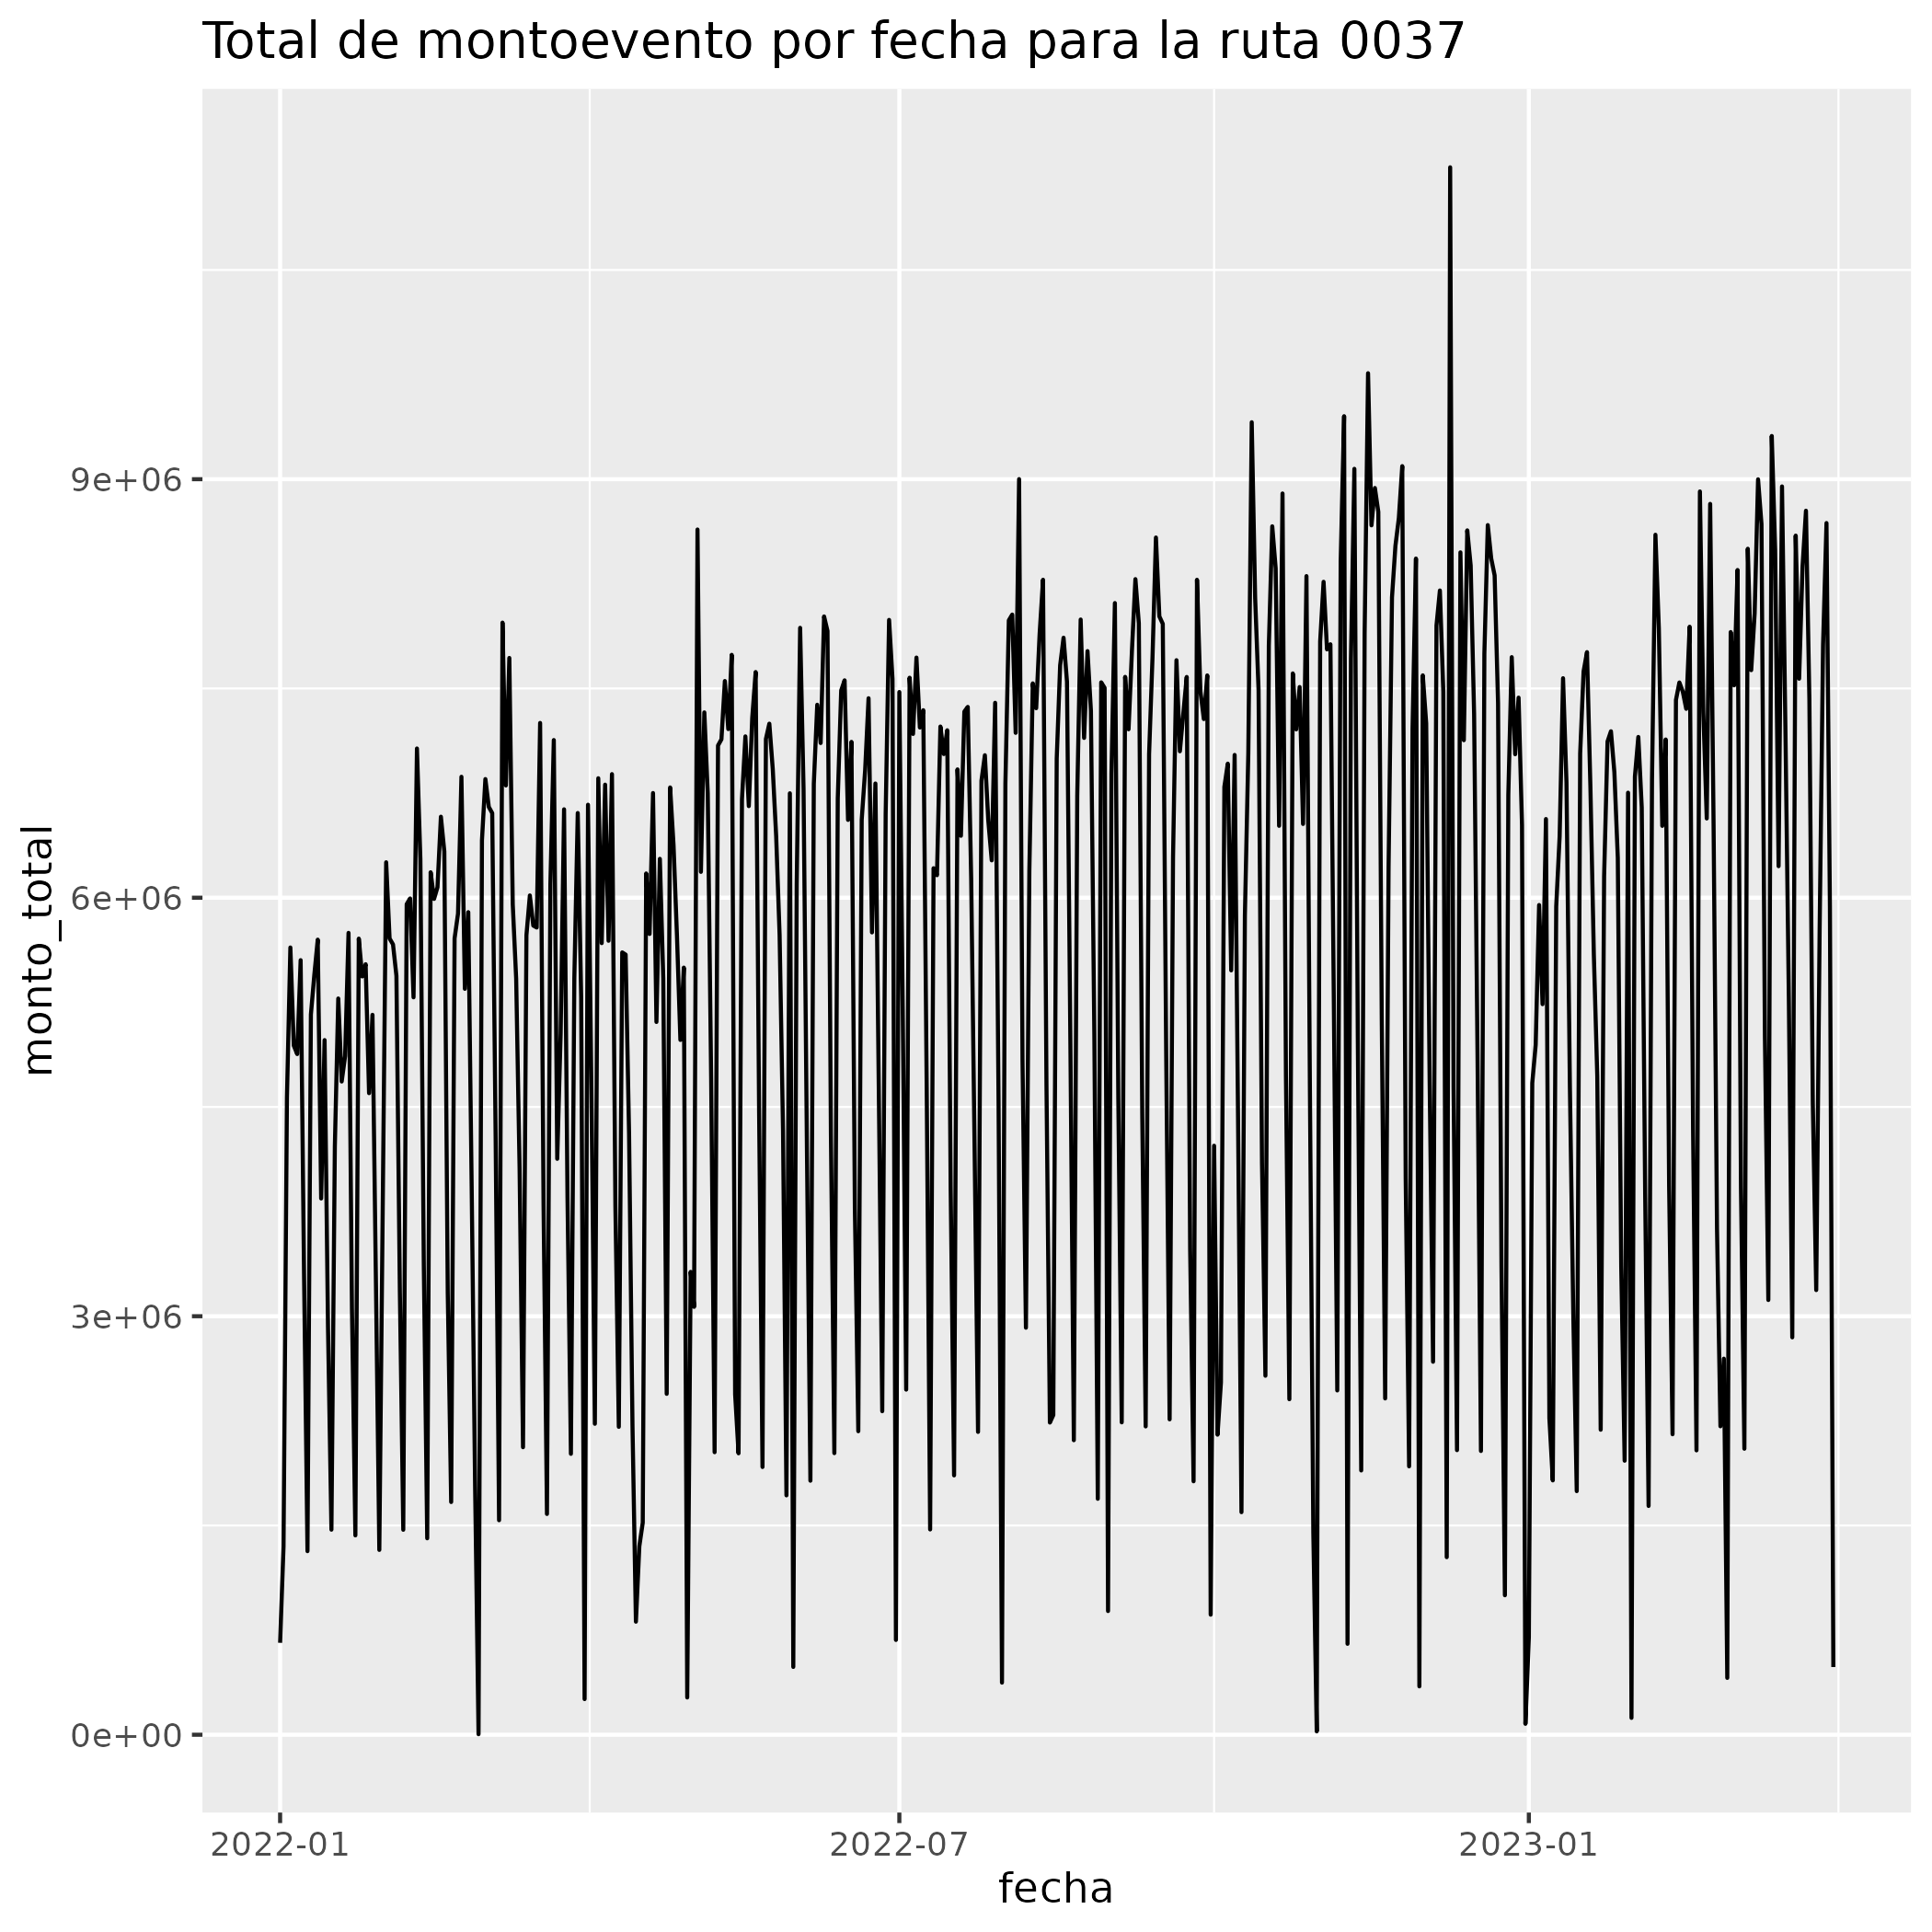 Total de montoevento por fecha para la ruta 0037
monto_total
9e+06
6e+06
3e+06
0e+00
2022-01
2022-07
2023-01
fecha